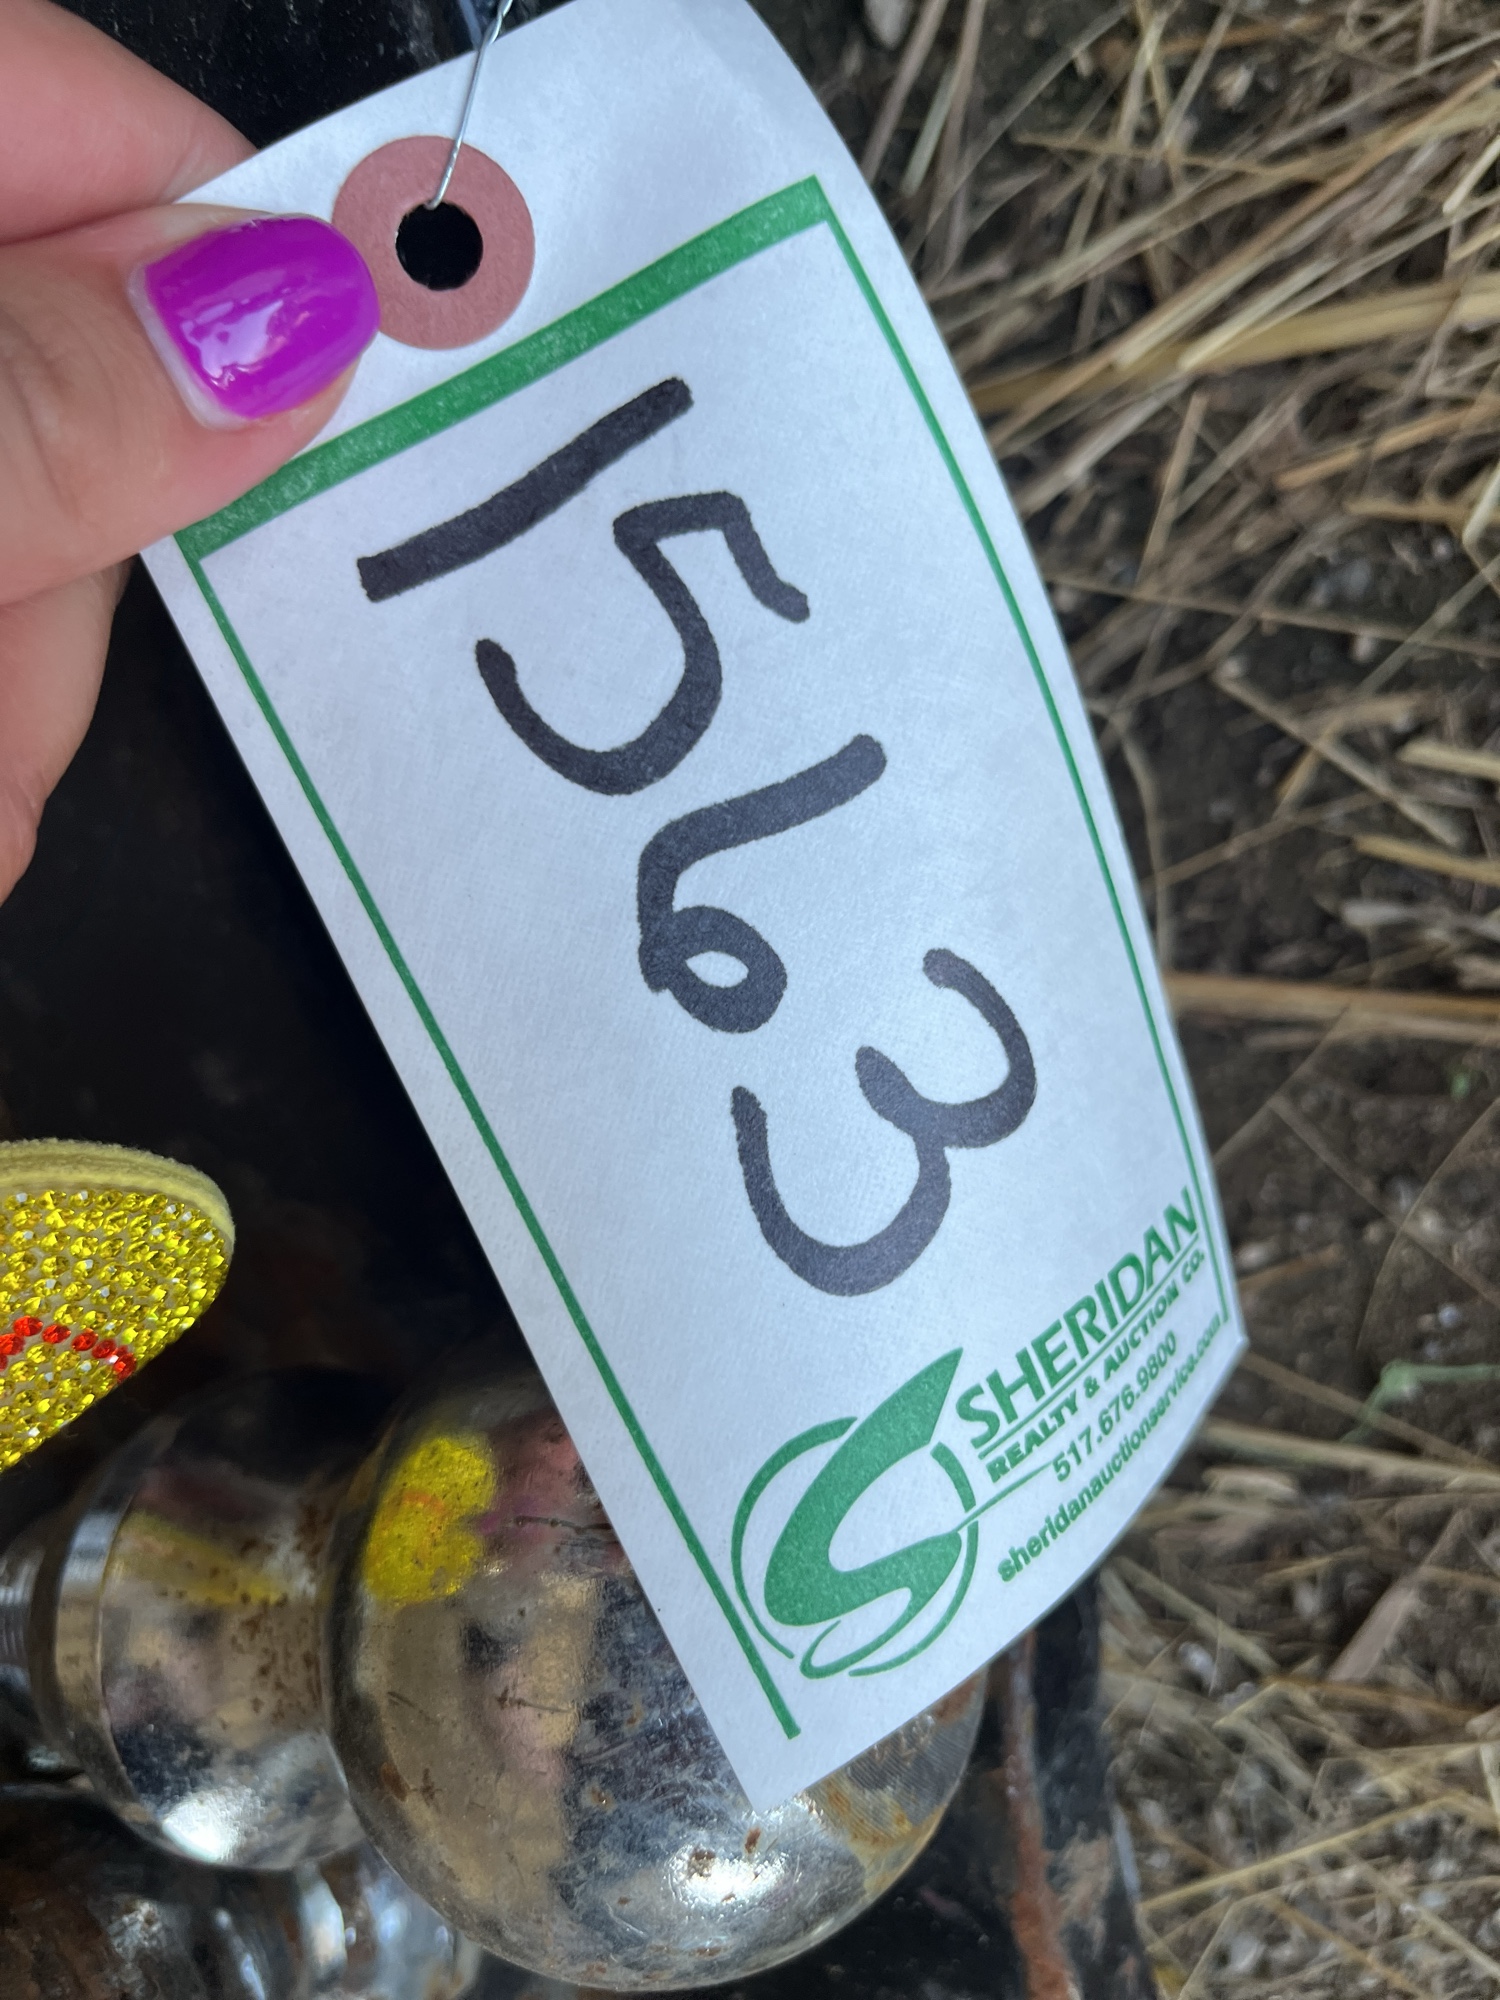 1563
SHERIDAN
REALTY & AUCTION CO.
517.676.9800
sheridanauctionservice.com